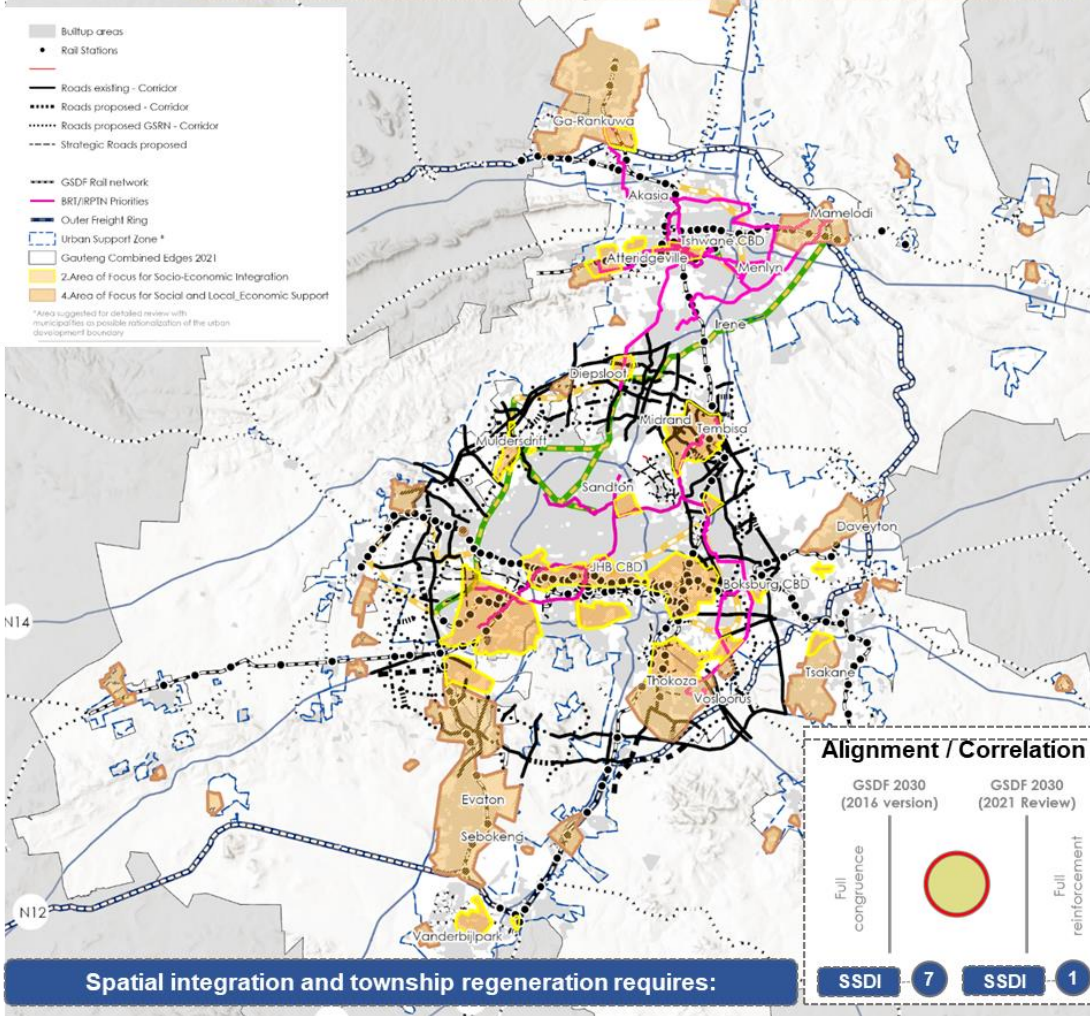 Builtup areas
Rail Stations
Roads existing - Corridor
Roads proposed - Corridor
Roads proposed GSRN - Corridor
Strategic Roads proposed
GSDF Rail network
BRT/IRPTN Priorities
Outer Freight Ring
Urban Support Zone *
Gauteng Combined Edges 2021
2.Area of Focus for Socio-Economic Integration
4.Area of Focus for Social and Local_Economic Support
*Area suggested for detailed review with
municipalities as possible rationalization of the urban
development boundary
Ga-Rankuwa
Akasia
Mamelodi
Tshwane CBD
Atteridgeville
Menlyn
Irene
Diepsloot
Midrand
Tembisa
Muldersdrift
Sandton
Daveyton
JHB CBD
Boksburg CBD
N14
Thokoza
Tsakane
Vosloorus
Evaton
Sebokeng
N12
Vanderbijlpark
Spatial integration and township regeneration requires:
Alignment / Correlation
GSDF 2030
(2016 version)
GSDF 2030
(2021 Review)
Full
congruence
Full
reinforcement
SSDI 7
SSDI 1